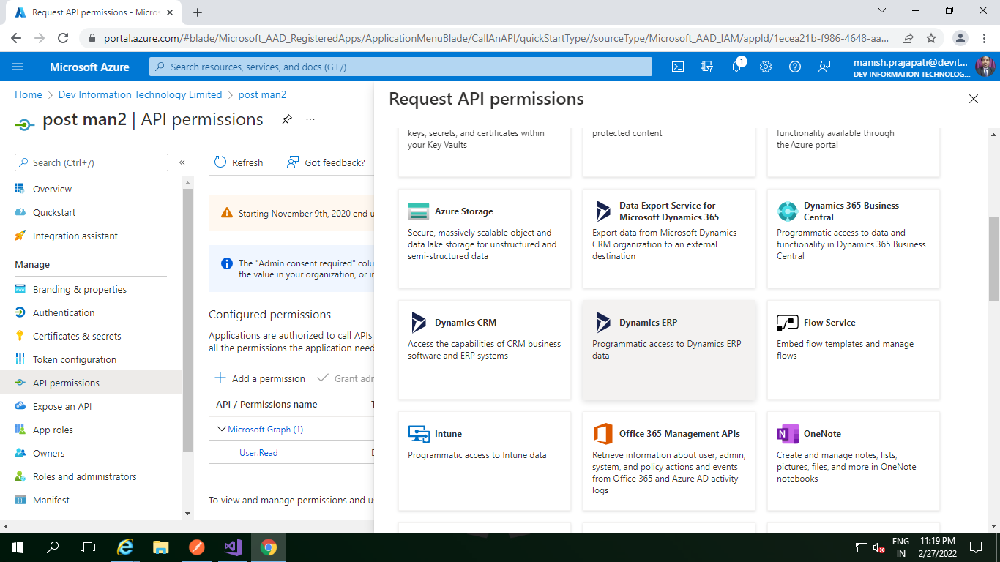 Request API permissions - Micros
portal.azure.com/#blade/Microsoft_AAD_RegisteredApps/ApplicationMenuBlade/CallAnAPI/quickStartType//sourceType/Microsoft_AAD_IAM/appId/1ecea21b-f986-4648-aa...
Microsoft Azure
Search resources, services, and docs (G+/)
1
manish.prajapati@devit...
DEV INFORMATION TECHNOLOG...
Home > Dev Information Technology Limited > post man2
post man2 | API permissions
...
Search (Ctrl+/)
«
Overview
Quickstart
Integration assistant
Manage
Branding & properties
Authentication
Certificates & secrets
Token configuration
API permissions
Expose an API
App roles
Owners
Roles and administrators
Manifest
Refresh
Got feedback?
Starting November 9th, 2020 end u
The "Admin consent required" colu
the value in your organization, or in
Configured permissions
Applications are authorized to call APIs
all the permissions the application need
Add a permission
Grant adr
API / Permissions name
T
Microsoft Graph (1)
User.Read
D
To view and manage permissions and us
Request API permissions
keys, secrets, and certificates within
your Key Vaults
protected content
functionality available through
the Azure portal
Azure Storage
Secure, massively scalable object and
data lake storage for unstructured and
semi-structured data
Data Export Service for
Microsoft Dynamics 365
Export data from Microsoft Dynamics
CRM organization to an external
destination
Dynamics 365 Business
Central
Programmatic access to data and
functionality in Dynamics 365 Business
Central
Dynamics CRM
Access the capabilities of CRM business
software and ERP systems
Dynamics ERP
Programmatic access to Dynamics ERP
data
Flow Service
Embed flow templates and manage
flows
Intune
Programmatic access to Intune data
Office 365 Management APIs
Retrieve information about user, admin,
system, and policy actions and events
from Office 365 and Azure AD activity
logs
OneNote
Create and manage notes, lists,
pictures, files, and more in OneNote
notebooks
ENG
IN
11:19 PM
2/27/2022